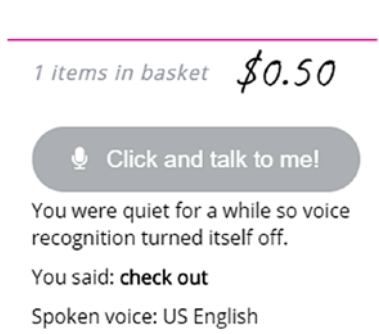 1 items in basket $0.50
Click and talk to me!
You were quiet for a while so voice
recognition turned itself off.
You said: check out
Spoken voice: US English